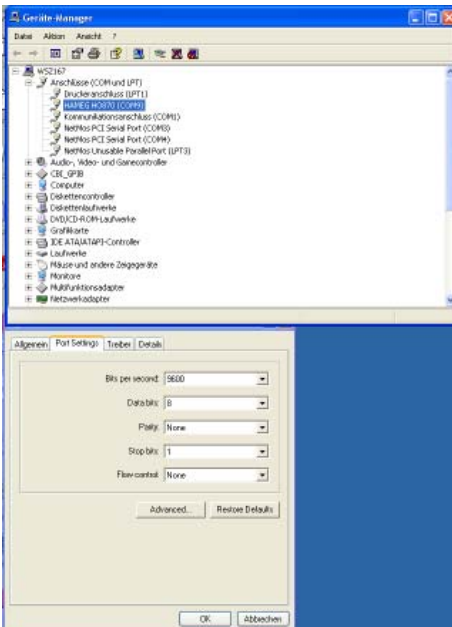 Geräte-Manager
Datei Aktion Ansicht ?
WS2167
Anschlüsse (COM und LPT)
Druckeranschluss (LPT1)
HAMEG HO870 (COM9)
Kommunikationsanschluss (COM1)
NetMos PCI Serial Port (COM3)
NetMos PCI Serial Port (COM4)
NetMos Unusable Parallel Port (LPT3)
Audio-, Video- und Gamecontroller
CBI_GPIB
Computer
Diskettencontroller
Diskettenlaufwerke
DVD/CD-ROM-Laufwerke
Grafikkarte
IDE ATA/ATAPI-Controller
Laufwerke
Mäuse und andere Zeigegeräte
Monitore
Multifunktionsadapter
Netzwerkadapter
Allgemein Port Settings Treiber Details
Bits per second: 9600
Data bits: 8
Parity: None
Stop bits: 1
Flow control: None
Advanced... Restore Defaults
OK Abbrechen